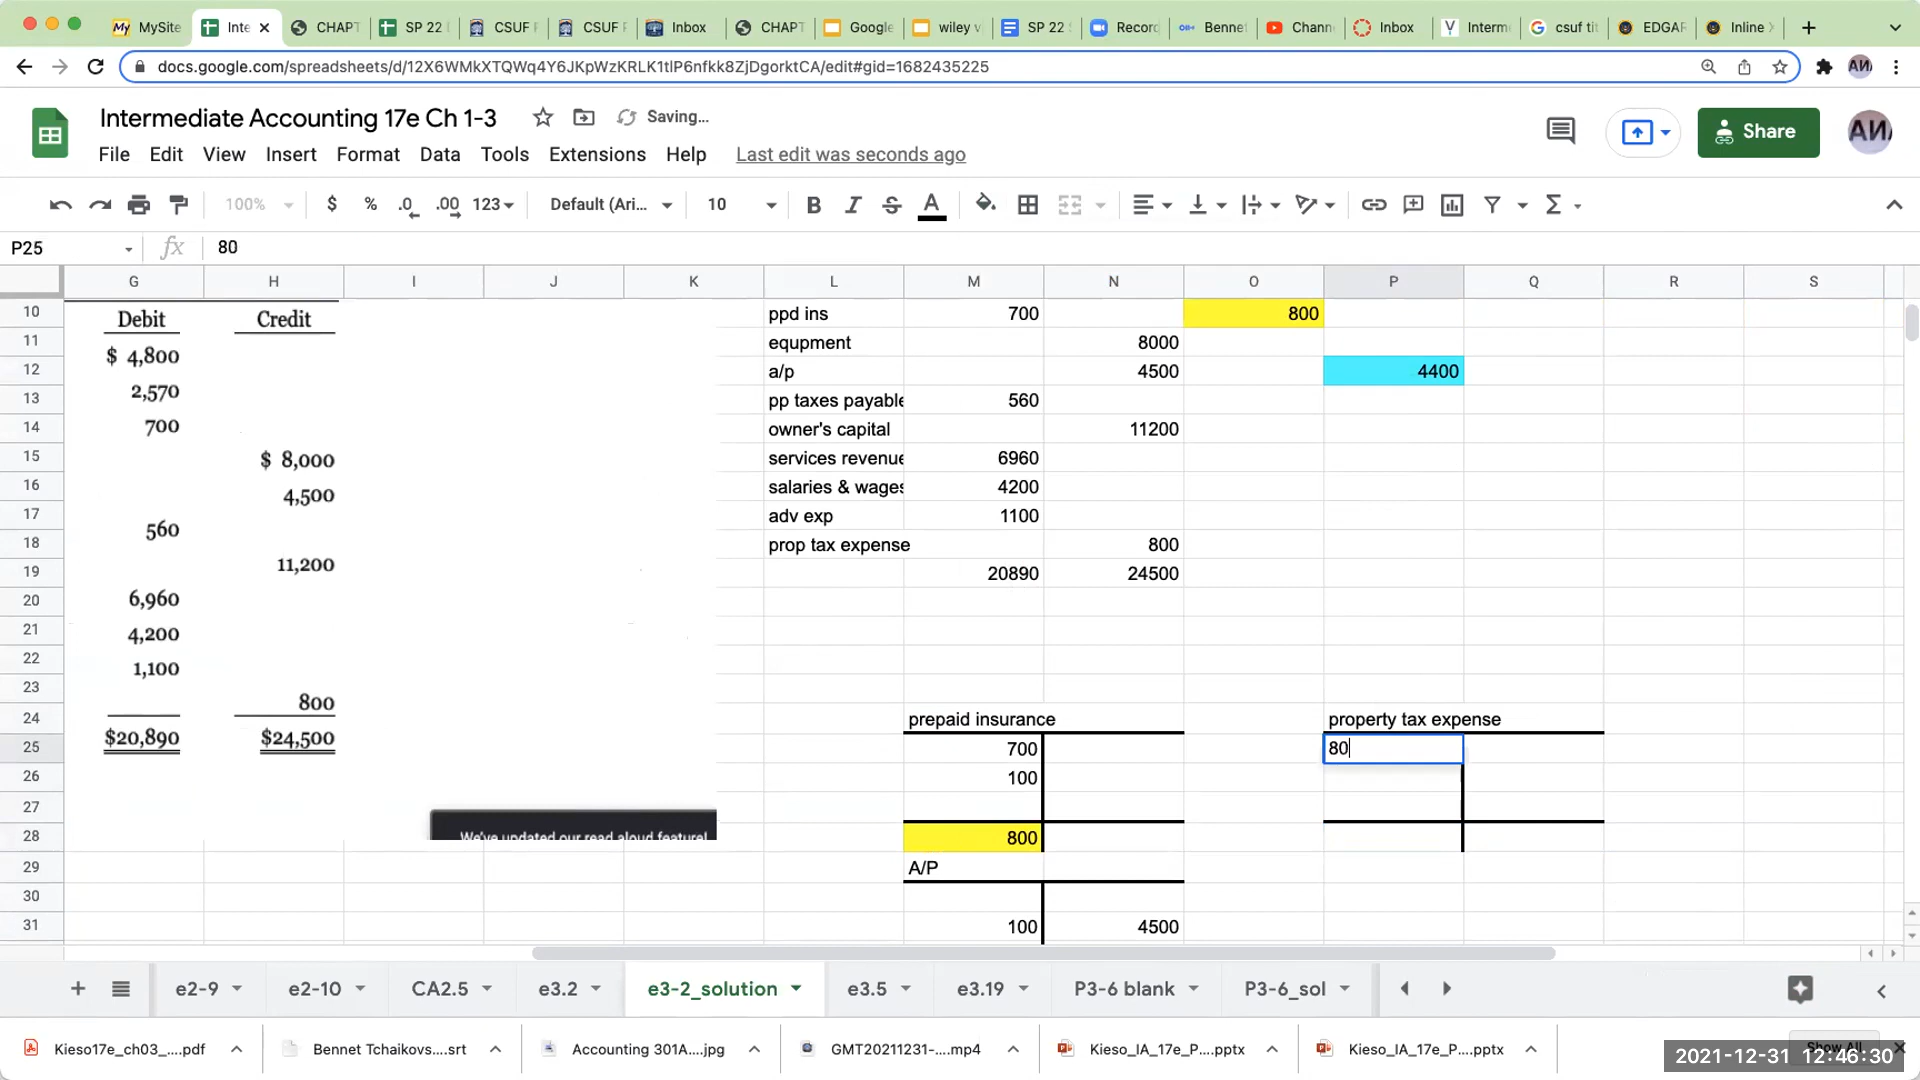 MySite
Inte
CHAPT
SP 22
CSUF F
CSUF F
Inbox
CHAPT
Google
wiley v
SP 22
Recorc
Bennet
Chann
Inbox
Interm
csuf tit
EDGAR
Inline X
docs.google.com/spreadsheets/d/12X6WMkXTQWq4Y6JKpWzKRLK1tlP6nfkk8ZjDgorktCA/edit#gid=1682435225
Intermediate Accounting 17e Ch 1-3
Saving...
Share
File Edit View Insert Format Data Tools Extensions Help Last edit was seconds ago
100% $ % .0 .00 123 Default (Ari... 10 B I S A
P25 fx 80
G H I J K L M N O P Q R S
10 Debit Credit ppd ins 700 800
11 $ 4,800 equpment 8000
12 a/p 4500 4400
13 2,570 pp taxes payable 560
14 700 owner's capital 11200
15 $ 8,000 services revenue 6960
16 4,500 salaries & wages 4200
17 560 adv exp 1100
18 11,200 prop tax expense 800
19 20890 24500
20 6,960
21 4,200
22 1,100
23 800
24 $20,890 $24,500 prepaid insurance property tax expense
25 700 80
26 100
27
28 We've updated our read aloud feature! 800
29 A/P
30
31 100 4500
e2-9 e2-10 CA2.5 e3.2 e3-2_solution e3.5 e3.19 P3-6 blank P3-6_sol
Kieso17e_ch03_....pdf
Bennet Tchaikovs....srt
Accounting 301A....jpg
GMT20211231-....mp4
Kieso_IA_17e_P....pptx
Kieso_IA_17e_P....pptx
Show All
2021-12-31 12:46:30